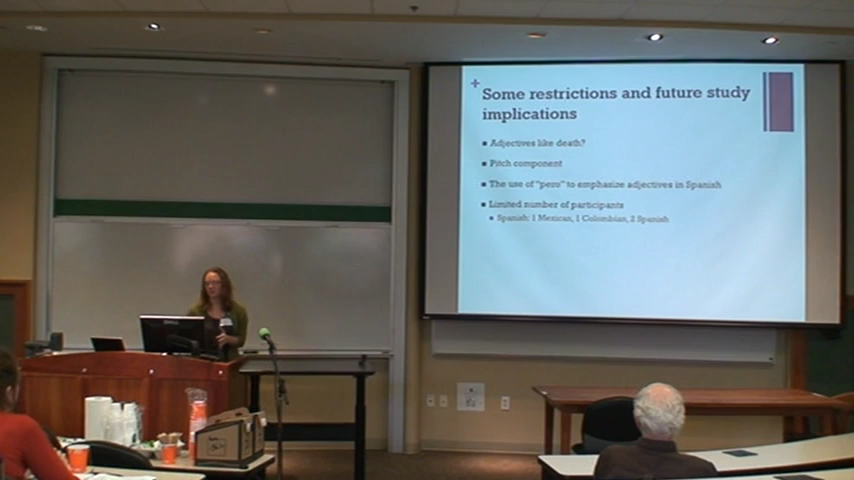 Some restrictions and future study
implications
Adjectives like death?
Pitch component
The use of "pero" to emphasize adjectives in Spanish
Limited number of participants
Spanish: 1 Mexican, 1 Colombian, 2 Spanish